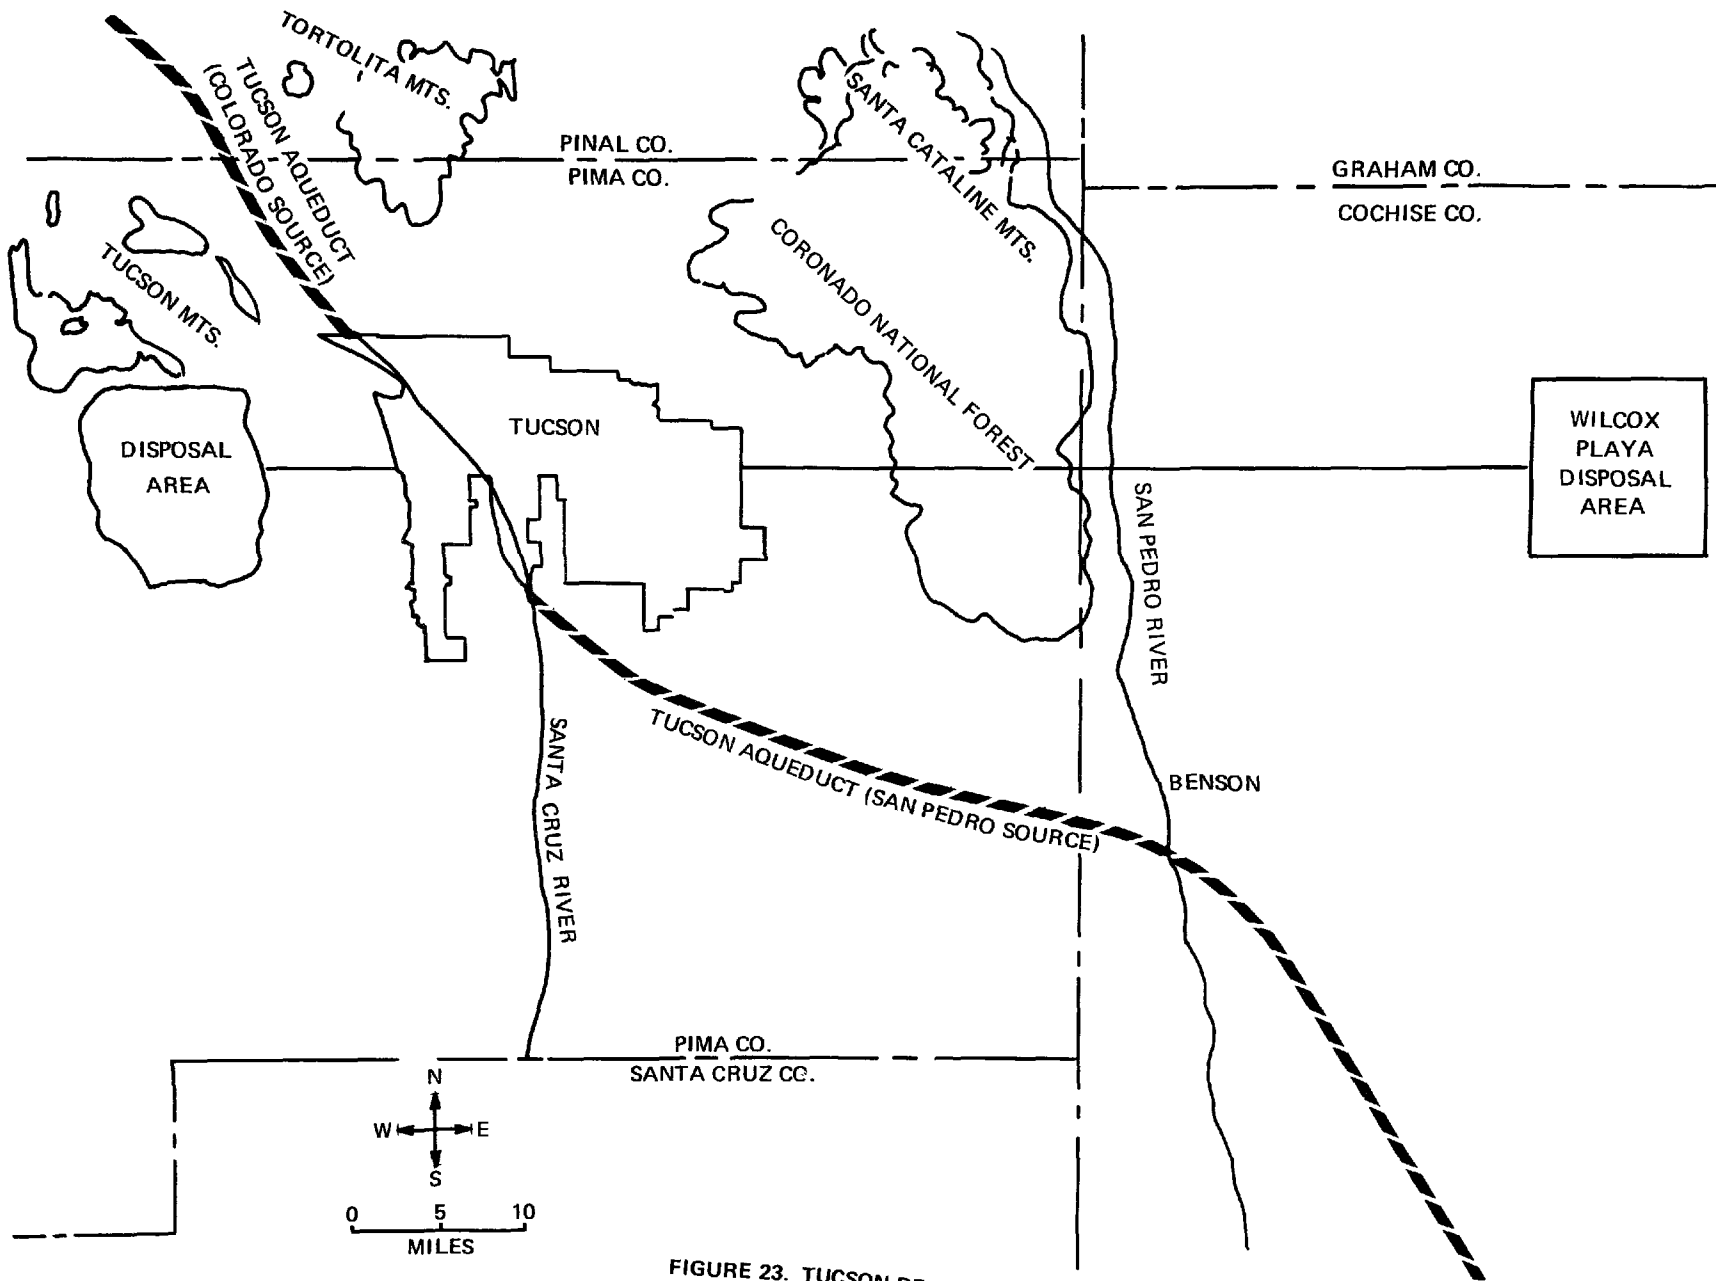 TORTOLITA MTS.
TUCSON AQUEDUCT
(COLORADO SOURCE)
SANTA CATALINE MTS.
PINAL CO.
PIMA CO.
GRAHAM CO.
COCHISE CO.
TUCSON MTS.
CORONADO NATIONAL FOREST
DISPOSAL
AREA
TUCSON
WILCOX
PLAYA
DISPOSAL
AREA
SAN PEDRO RIVER
SANTA CRUZ RIVER
TUCSON AQUEDUCT (SAN PEDRO SOURCE)
BENSON
PIMA CO.
SANTA CRUZ CO.
N
W E
S
0 5 10
MILES
FIGURE 23. TUCSON